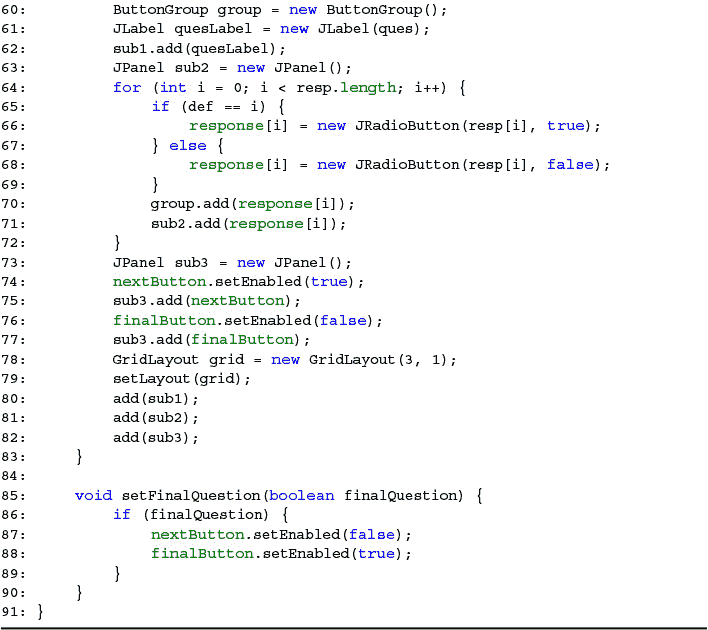 60:         ButtonGroup group = new ButtonGroup();
61:         JLabel quesLabel = new JLabel(ques);
62:         sub1.add(quesLabel);
63:         JPanel sub2 = new JPanel();
64:         for (int i = 0; i < resp.length; i++) {
65:             if (def == i) {
66:                 response[i] = new JRadioButton(resp[i], true);
67:             } else {
68:                 response[i] = new JRadioButton(resp[i], false);
69:             }
70:             group.add(response[i]);
71:             sub2.add(response[i]);
72:         }
73:         JPanel sub3 = new JPanel();
74:         nextButton.setEnabled(true);
75:         sub3.add(nextButton);
76:         finalButton.setEnabled(false);
77:         sub3.add(finalButton);
78:         GridLayout grid = new GridLayout(3, 1);
79:         setLayout(grid);
80:         add(sub1);
81:         add(sub2);
82:         add(sub3);
83:     }
84:
85:     void setFinalQuestion(boolean finalQuestion) {
86:         if (finalQuestion) {
87:             nextButton.setEnabled(false);
88:             finalButton.setEnabled(true);
89:         }
90:     }
91: }